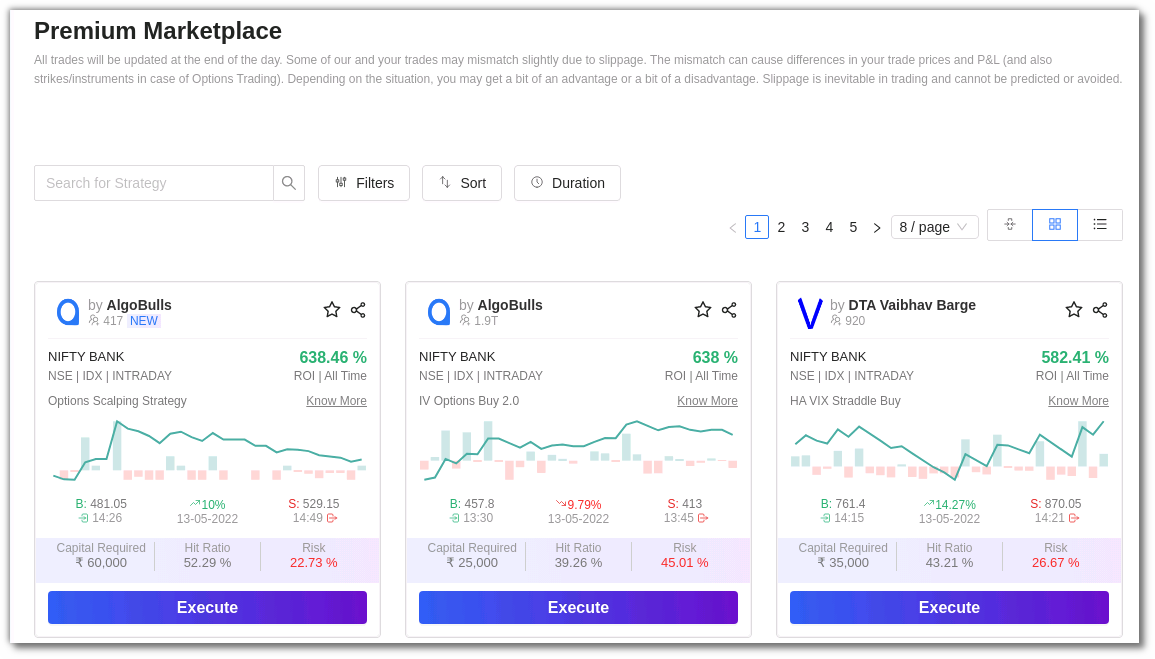 Premium Marketplace
All trades will be updated at the end of the day. Some of our and your trades may mismatch slightly due to slippage. The mismatch can cause differences in your trade prices and P&L (and also
strikes/instruments in case of Options Trading). Depending on the situation, you may get a bit of an advantage or a bit of a disadvantage. Slippage is inevitable in trading and cannot be predicted or avoided.
Search for Strategy Filters Sort Duration
1 2 3 4 5 8 / page
by AlgoBulls
417 NEW
NIFTY BANK 638.46 %
NSE | IDX | INTRADAY ROI | All Time
Options Scalping Strategy Know More
B: 481.05 10% S: 529.15
14:26 13-05-2022 14:49
Capital Required Hit Ratio Risk
₹ 60,000 52.29 % 22.73 %
Execute
by AlgoBulls
1.9T
NIFTY BANK 638 %
NSE | IDX | INTRADAY ROI | All Time
IV Options Buy 2.0 Know More
B: 457.8 9.79% S: 413
13:30 13-05-2022 13:45
Capital Required Hit Ratio Risk
₹ 25,000 39.26 % 45.01 %
Execute
by DTA Vaibhav Barge
920
NIFTY BANK 582.41 %
NSE | IDX | INTRADAY ROI | All Time
HA VIX Straddle Buy Know More
B: 761.4 14.27% S: 870.05
14:15 13-05-2022 14:21
Capital Required Hit Ratio Risk
₹ 35,000 43.21 % 26.67 %
Execute